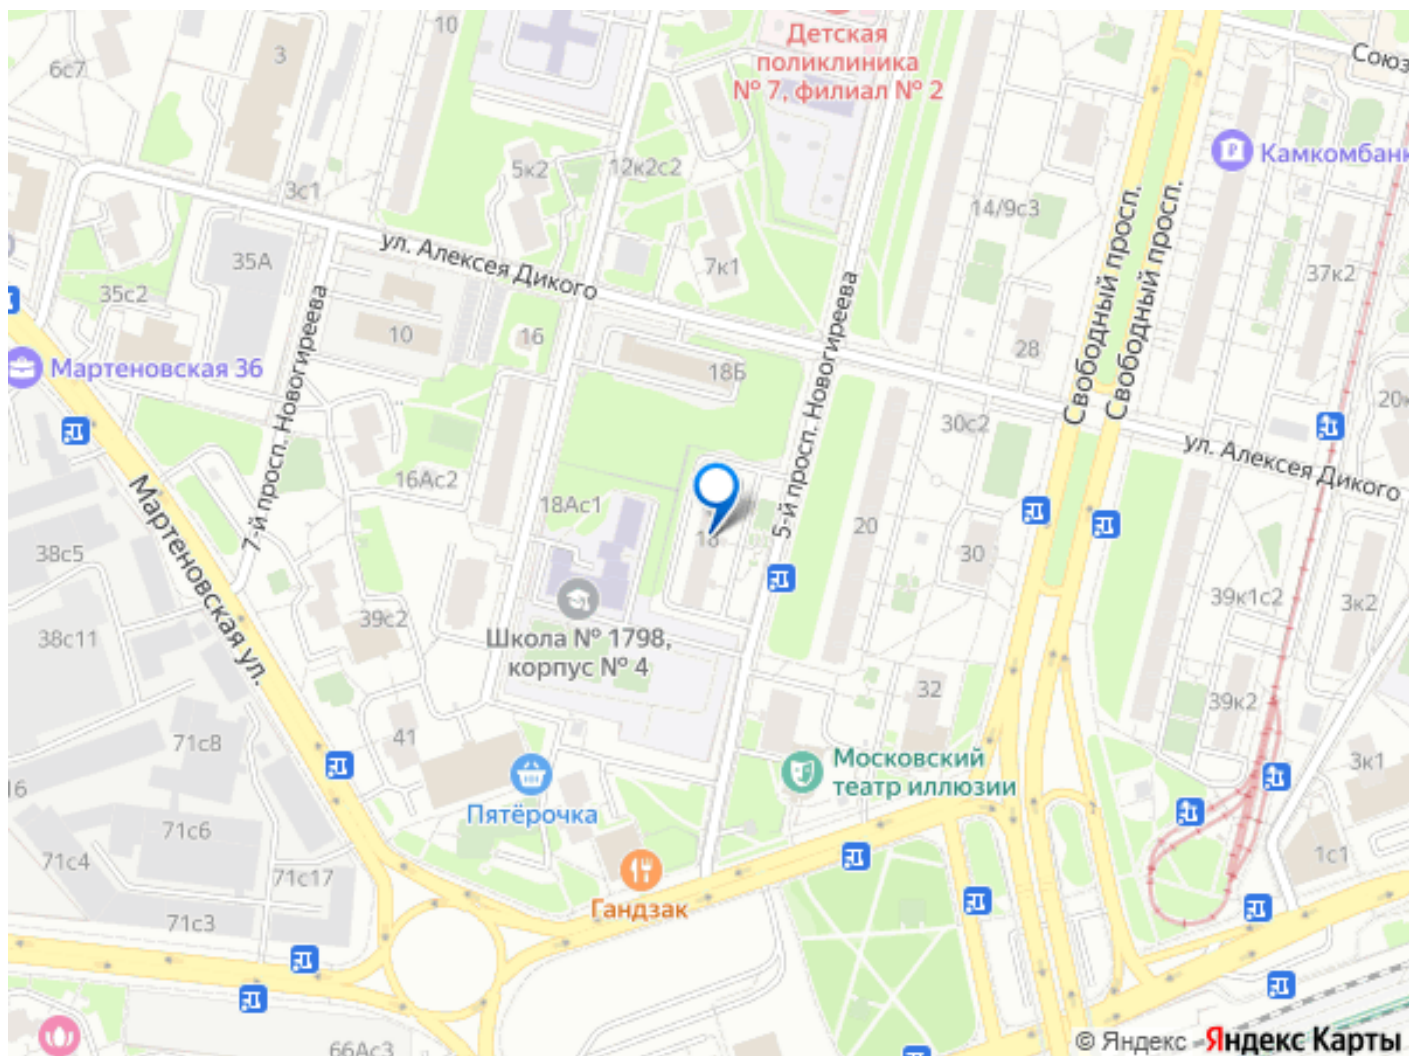 10
Детская
поликлиника
№ 7, филиал № 2
Союз
3
6с7
Камкомбанк
5к2
12к2с2
3с1
14/9с3
Свободный просп.
Свободный просп.
ул. Алексея Дикого
35А
7к1
37к2
35с2
7-й просп. Новогиреева
5-й просп. Новогиреева
10
16
28
Мартеновская 36
18Б
20к
30с2
ул. Алексея Дикого
16Ас2
18Ас1
Мартеновская ул.
18
20
30
38с5
39к1с2
3к2
39с2
38с11
Школа № 1798,
корпус № 4
32
39к2
41
71с8
Московский
театр иллюзии
3к1
16
Пятёрочка
71с6
71с4
1с1
71с17
Гандзак
71с3
66Ас3
© Яндекс Яндекс Карты